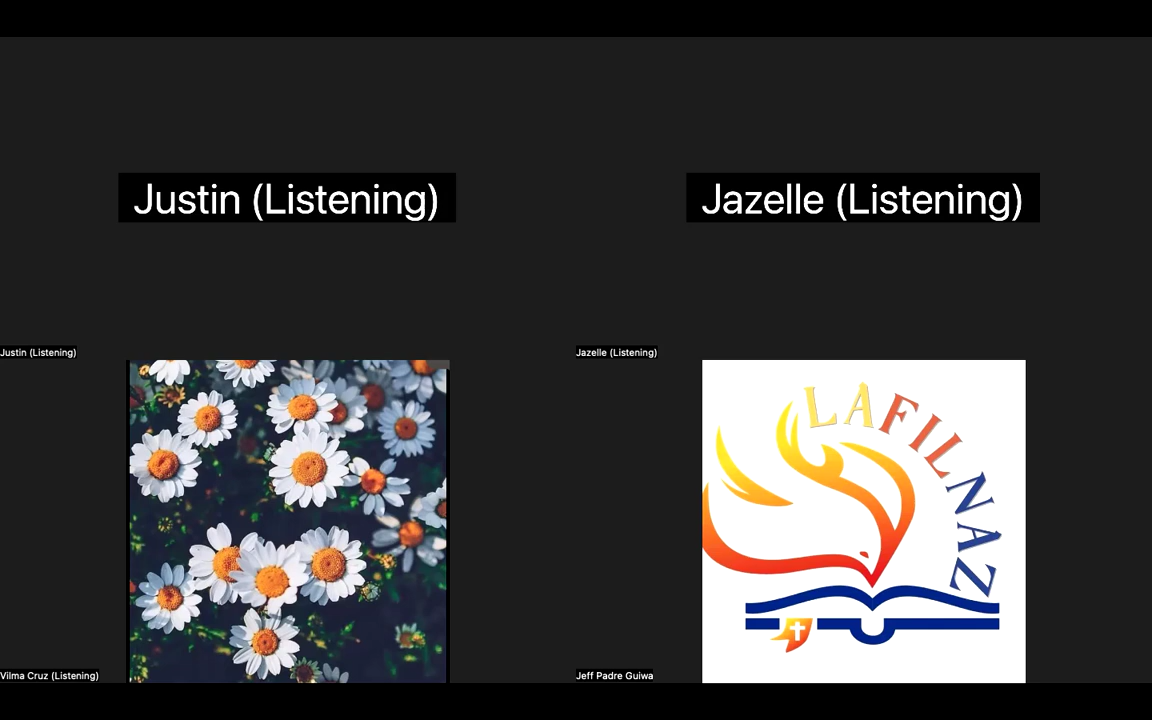 Justin (Listening)
Jazelle (Listening)
Justin (Listening)
Jazelle (Listening)
LAFILNAZ
Vilma Cruz (Listening)
Jeff Padre Guiwa